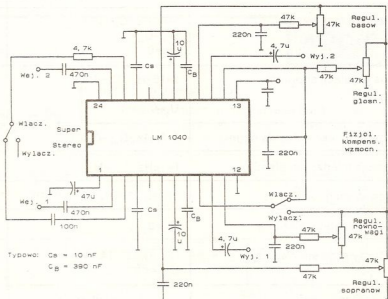 47k
Regul.
basow
220n
47k
10
u
4,7k
4,7u
Wyj.2
Wej. 2
470n
Cs
C_B
47k
47k
Regul.
glosn.
24
13
Wlacz.
Super
Stereo
LM 1040
Wylacz.
220n
Fizjol.
kompens.
wzmocn.
1
12
47u
Wlacz.
Wylacz.
Wej. 1
470n
100n
Cs
10
u
C_B
4,7u
Wyj. 1
47k
220n
47k
Regul.
rowno-
wagi
Typowo: Cs = 10 nF
C_B = 390 nF
47k
47k
220n
Regul.
sopranow